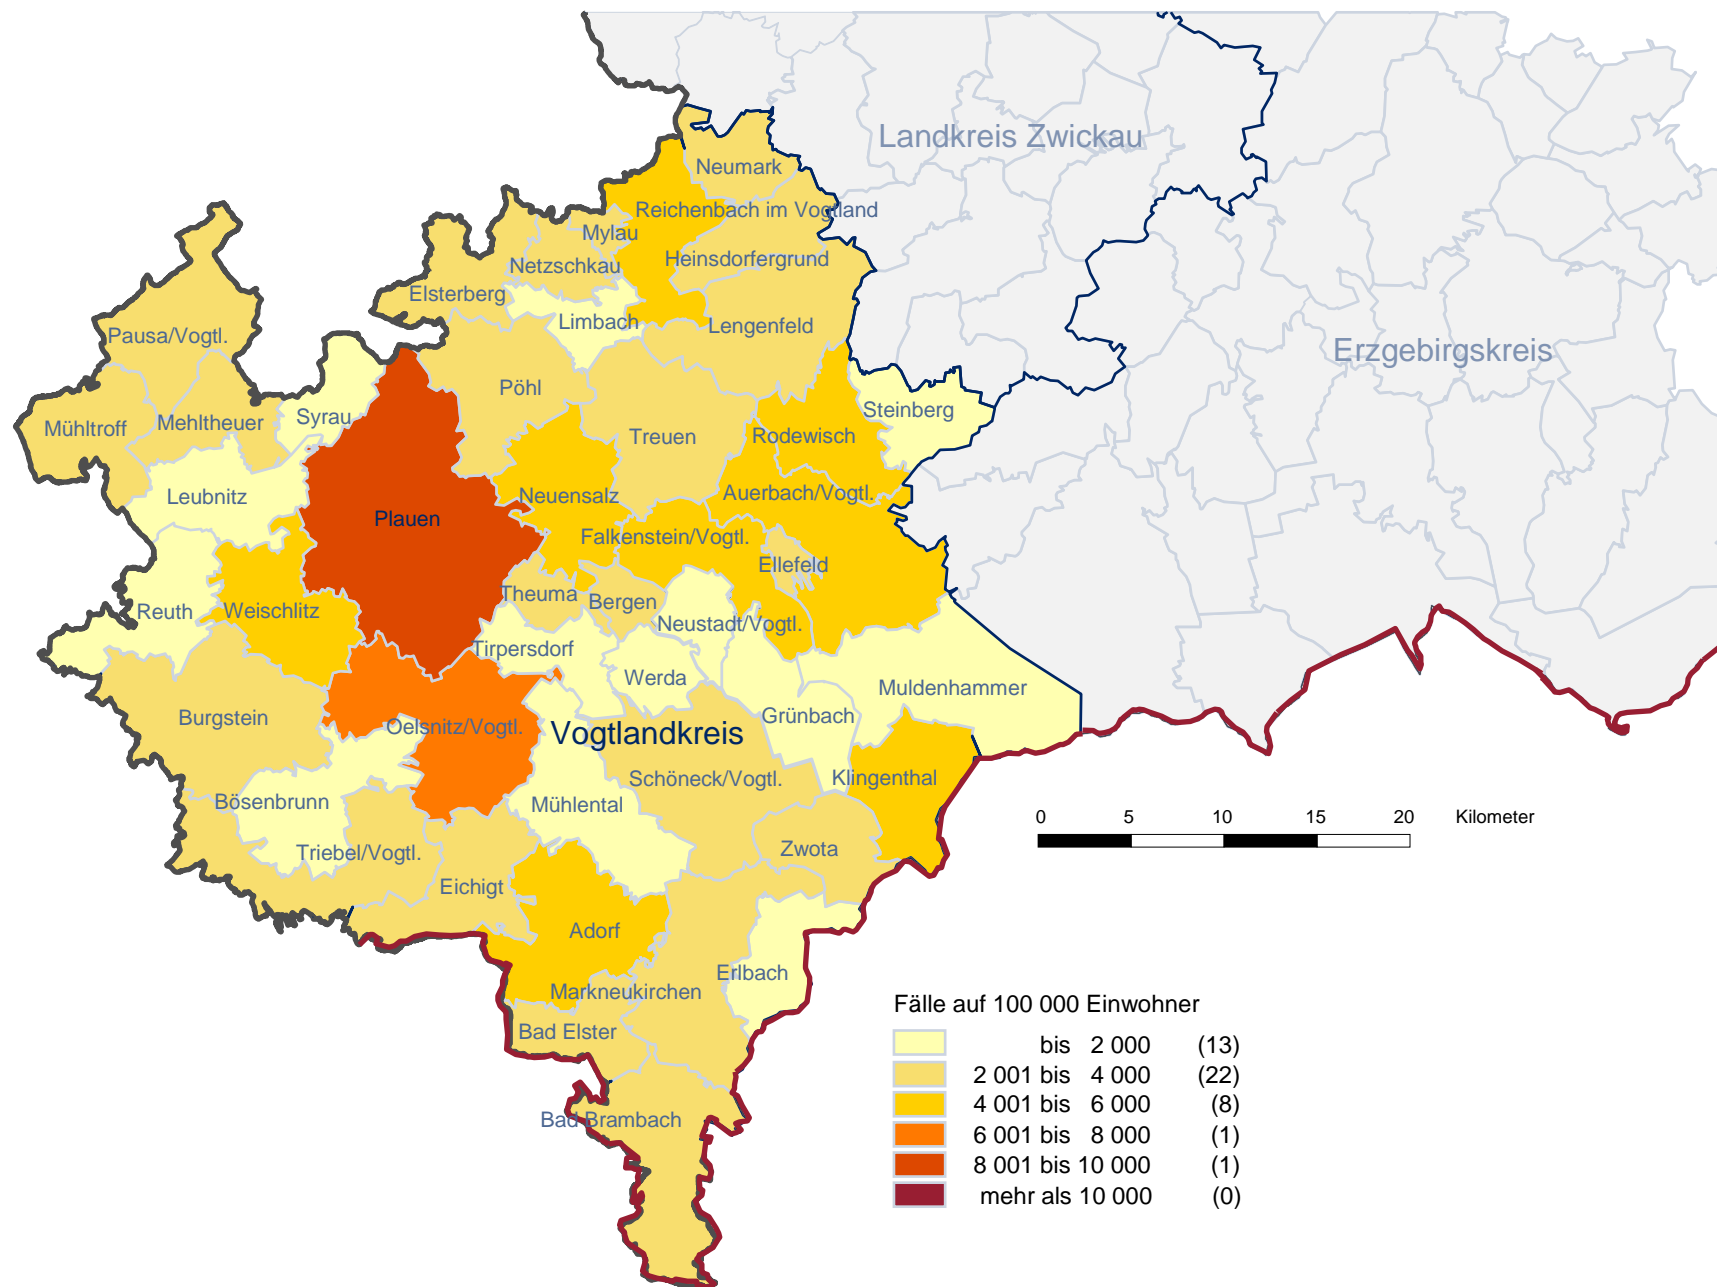 Landkreis Zwickau
Neumark
Reichenbach im Vogtland
Mylau
Netzschkau
Heinsdorfergrund
Elsterberg
Limbach
Lengenfeld
Pausa/Vogtl.
Erzgebirgskreis
Pöhl
Steinberg
Syrau
Mehltheuer
Mühltroff
Treuen
Rodewisch
Leubnitz
Neuensalz
Auerbach/Vogtl.
Plauen
Falkenstein/Vogtl.
Ellefeld
Theuma
Bergen
Reuth
Weischlitz
Neustadt/Vogtl.
Tirpersdorf
Werda
Muldenhammer
Burgstein
Grünbach
Oelsnitz/Vogtl.
Vogtlandkreis
Schöneck/Vogtl.
Klingenthal
Bösenbrunn
Mühlental
0 5 10 15 20 Kilometer
Triebel/Vogtl.
Zwota
Eichigt
Adorf
Erlbach
Markneukirchen
Bad Elster
Bad Brambach
Fälle auf 100 000 Einwohner
bis 2 000 (13)
2 001 bis 4 000 (22)
4 001 bis 6 000 (8)
6 001 bis 8 000 (1)
8 001 bis 10 000 (1)
mehr als 10 000 (0)